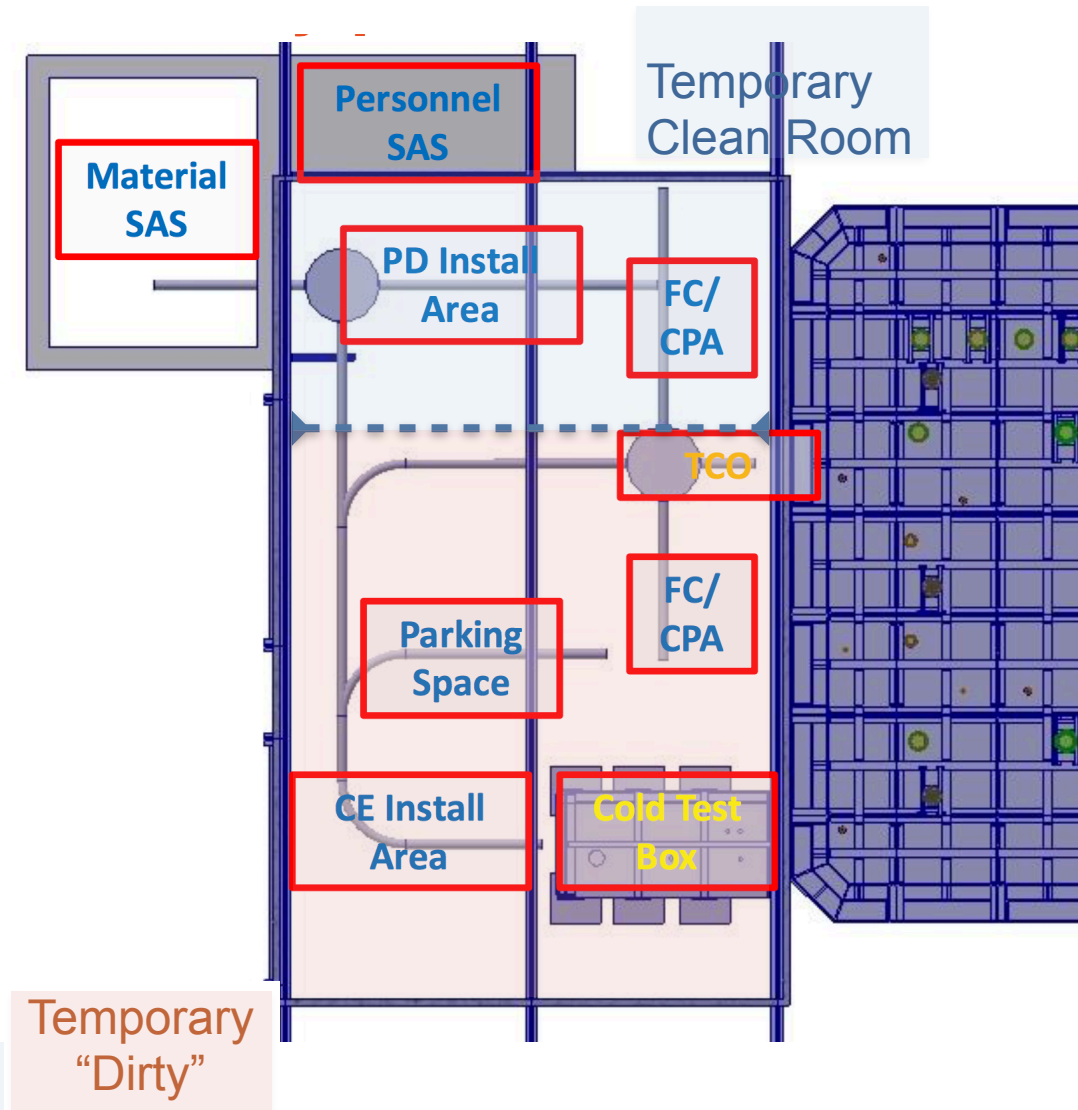 Temporary
Clean Room
Personnel
SAS
Material
SAS
PD Install
Area
FC/
CPA
TCO
FC/
CPA
Parking
Space
CE Install
Area
Cold Test
Box
Temporary
“Dirty”